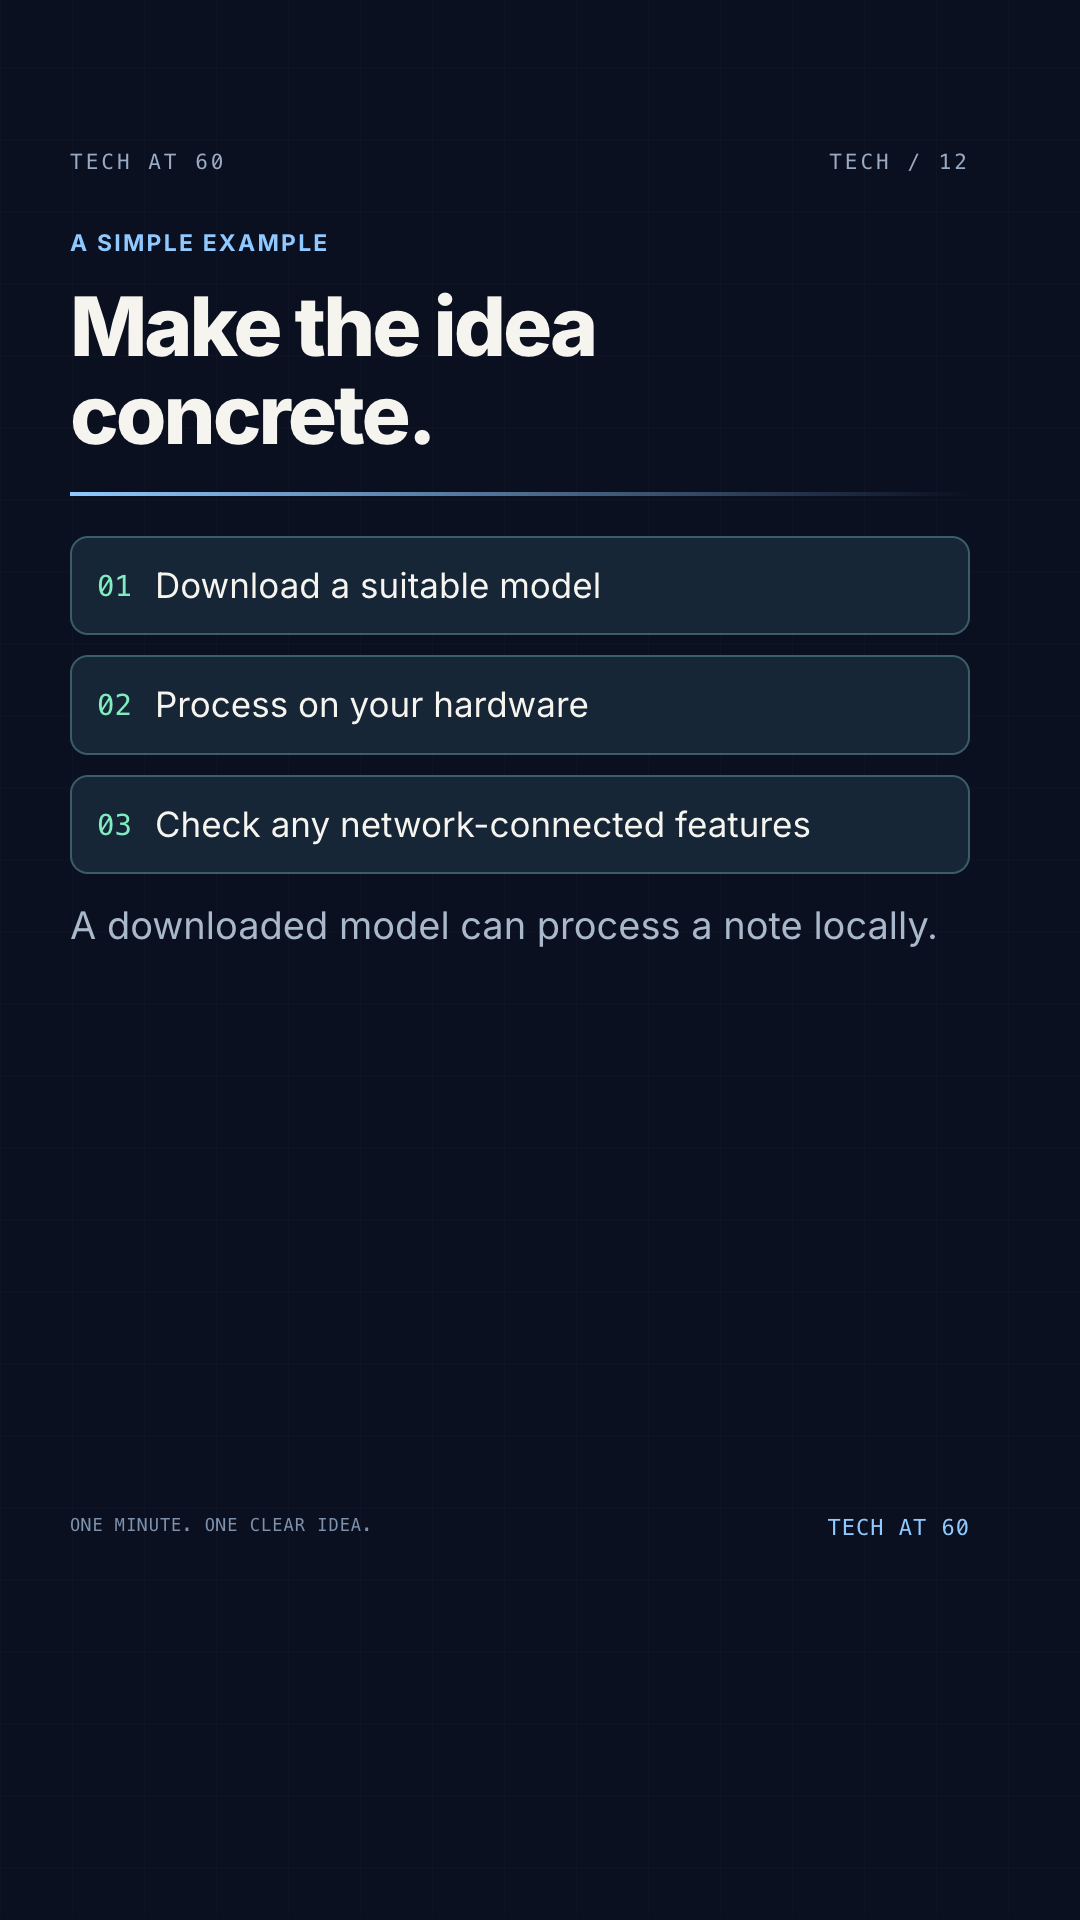 TECH AT 60
TECH / 12
A SIMPLE EXAMPLE
Make the idea
concrete.
01 Download a suitable model
02 Process on your hardware
03 Check any network-connected features
A downloaded model can process a note locally.
ONE MINUTE. ONE CLEAR IDEA.
TECH AT 60